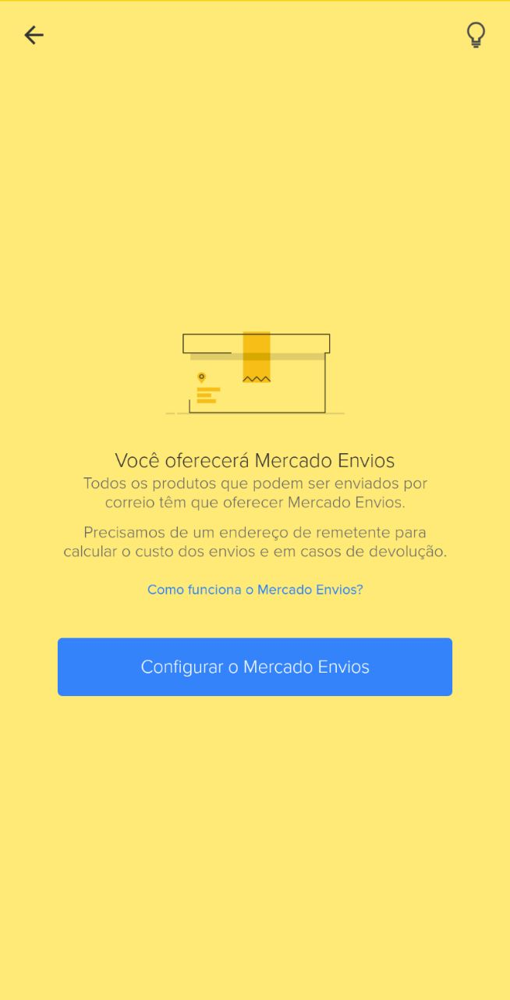 Você oferecerá Mercado Envios
Todos os produtos que podem ser enviados por
correio têm que oferecer Mercado Envios.
Precisamos de um endereço de remetente para
calcular o custo dos envios e em casos de devolução.
Como funciona o Mercado Envios?
Configurar o Mercado Envios